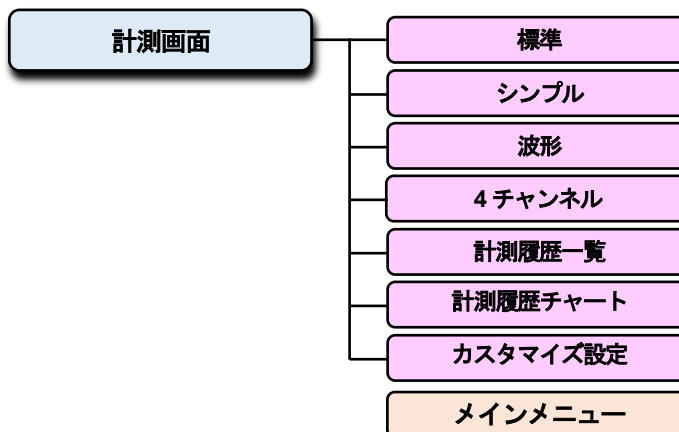 計測画面
標準
シンプル
波形
4 チャンネル
計測履歴一覧
計測履歴チャート
カスタマイズ設定
メインメニュー